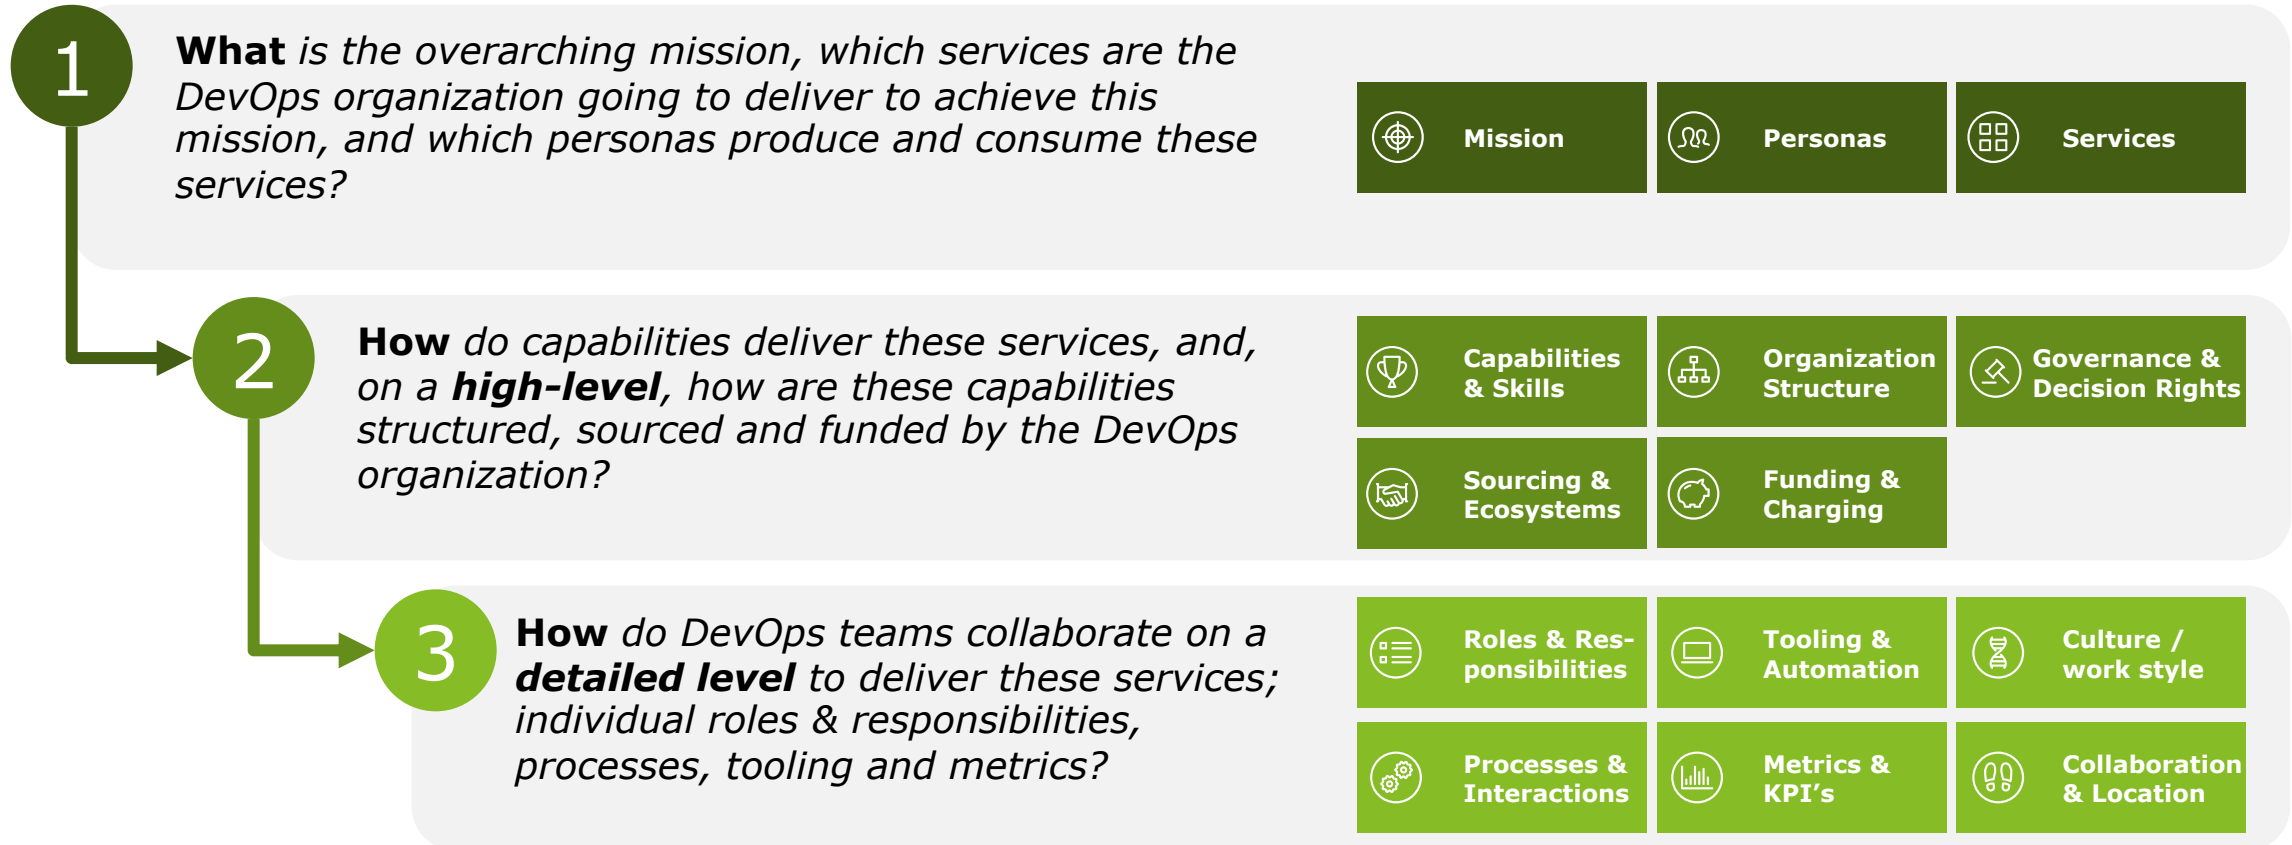 1
What is the overarching mission, which services are the
DevOps organization going to deliver to achieve this
mission, and which personas produce and consume these
services?
Mission
Personas
Services
2
How do capabilities deliver these services, and,
on a high-level, how are these capabilities
structured, sourced and funded by the DevOps
organization?
Capabilities
& Skills
Organization
Structure
Governance &
Decision Rights
Sourcing &
Ecosystems
Funding &
Charging
3
How do DevOps teams collaborate on a
detailed level to deliver these services;
individual roles & responsibilities,
processes, tooling and metrics?
Roles & Res-
ponsibilities
Tooling &
Automation
Culture /
work style
Processes &
Interactions
Metrics &
KPI’s
Collaboration
& Location